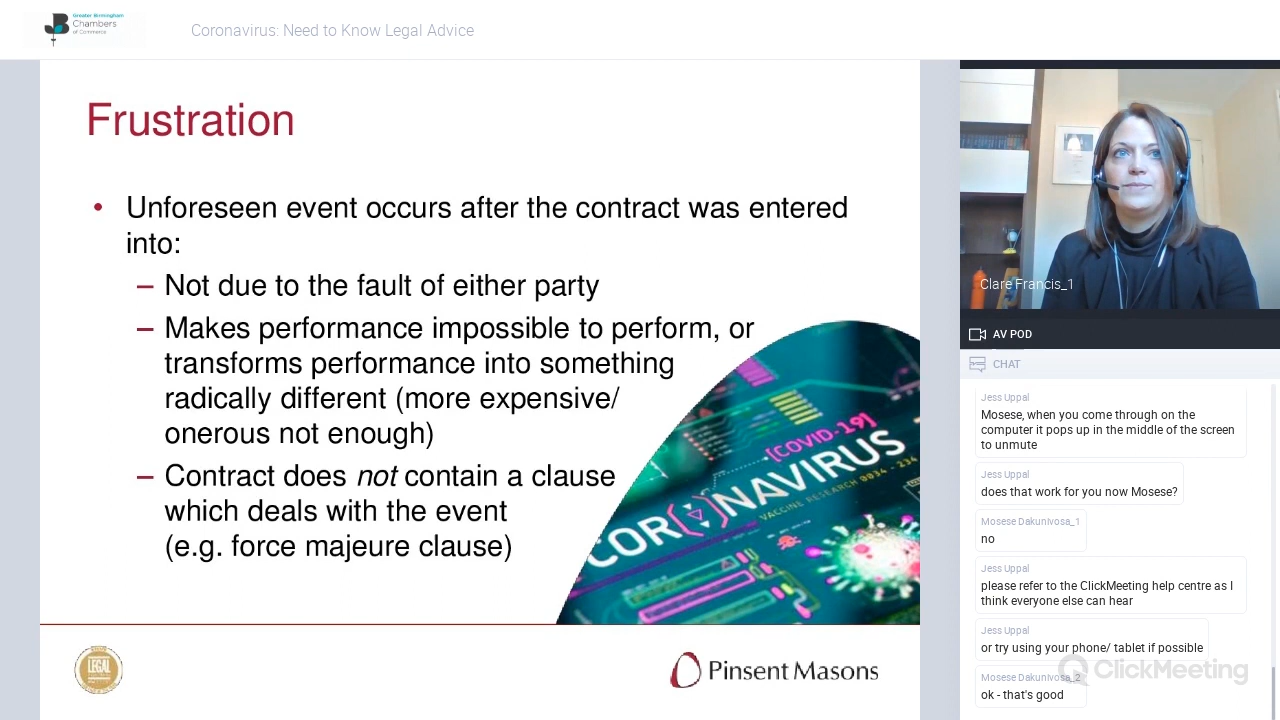 Greater Birmingham
Chambers
of Commerce
Coronavirus: Need to Know Legal Advice
Frustration
• Unforeseen event occurs after the contract was entered
into:
– Not due to the fault of either party
– Makes performance impossible to perform, or
transforms performance into something
radically different (more expensive/
onerous not enough)
– Contract does not contain a clause
which deals with the event
(e.g. force majeure clause)
[COVID-19]
COR( )NAVIRUS
VACCINE RESEARCH 0034 - 234
LEGAL
Pinsent Masons
Clare Francis_1
AV POD
CHAT
Jess Uppal
Mosese, when you come through on the
computer it pops up in the middle of the screen
to unmute
Jess Uppal
does that work for you now Mosese?
Mosese Dakunivosa_1
no
Jess Uppal
please refer to the ClickMeeting help centre as I
think everyone else can hear
Jess Uppal
or try using your phone/ tablet if possible
Mosese Dakunivosa_2
ok - that's good
ClickMeeting